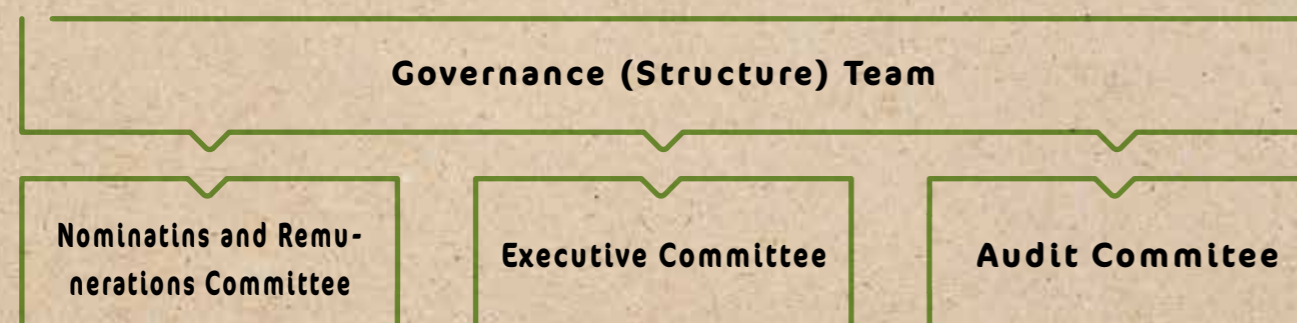 Governance (Structure) Team
Nominatins and Remu-
nerations Committee
Executive Committee
Audit Commitee